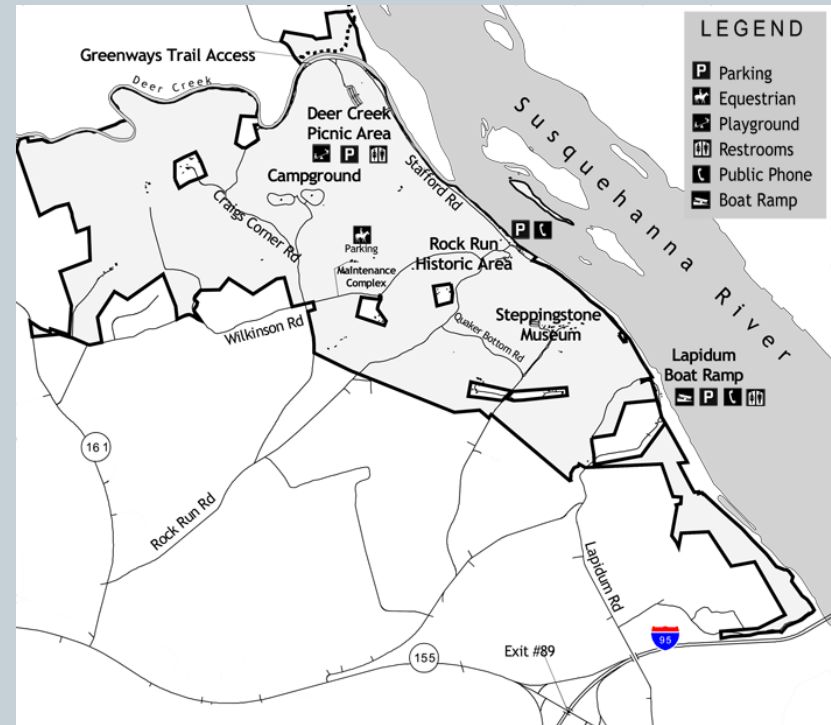 LEGEND
Parking
Equestrian
Playground
Restrooms
Public Phone
Boat Ramp
Greenways Trail Access
Deer Creek
Deer Creek
Picnic Area
Campground
Craigs Corner Rd
Stafford Rd
Susquehanna River
Parking
Maintenance
Complex
Rock Run
Historic Area
Wilkinson Rd
Quaker Bottom Rd
Steppingstone
Museum
Lapidum
Boat Ramp
161
Rock Run Rd
Lapidum Rd
95
155
Exit #89
P
P
P
P